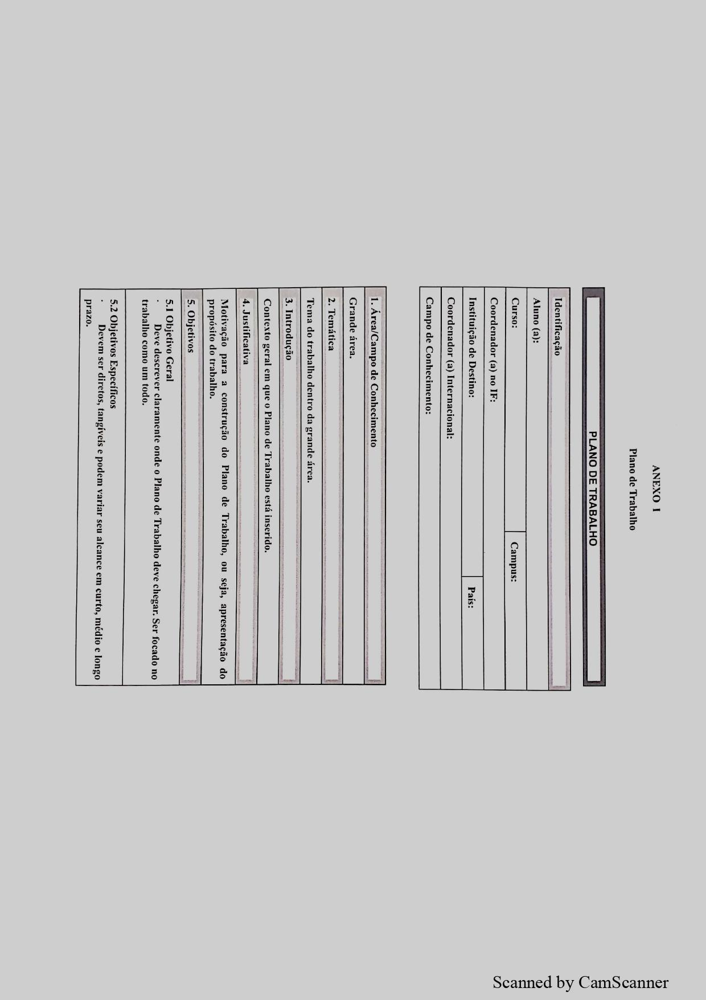 ANEXO I
Plano de Trabalho
PLANO DE TRABALHO
Identificação
Aluno (a):
Curso:
Campus:
Coordenador (a) no IF:
Instituição de Destino:
País:
Coordenador (a) Internacional:
Campo de Conhecimento:
1. Área/Campo de Conhecimento
Grande área.
2. Temática
Tema do trabalho dentro da grande área.
3. Introdução
Contexto geral em que o Plano de Trabalho está inserido.
4. Justificativa
Motivação para a construção do Plano de Trabalho, ou seja, apresentação do
propósito do trabalho.
5. Objetivos
5.1 Objetivo Geral
· Deve descrever claramente onde o Plano de Trabalho deve chegar. Ser focado no
trabalho como um todo.
5.2 Objetivos Específicos
· Devem ser diretos, tangíveis e podem variar seu alcance em curto, médio e longo
prazo.
Scanned by CamScanner